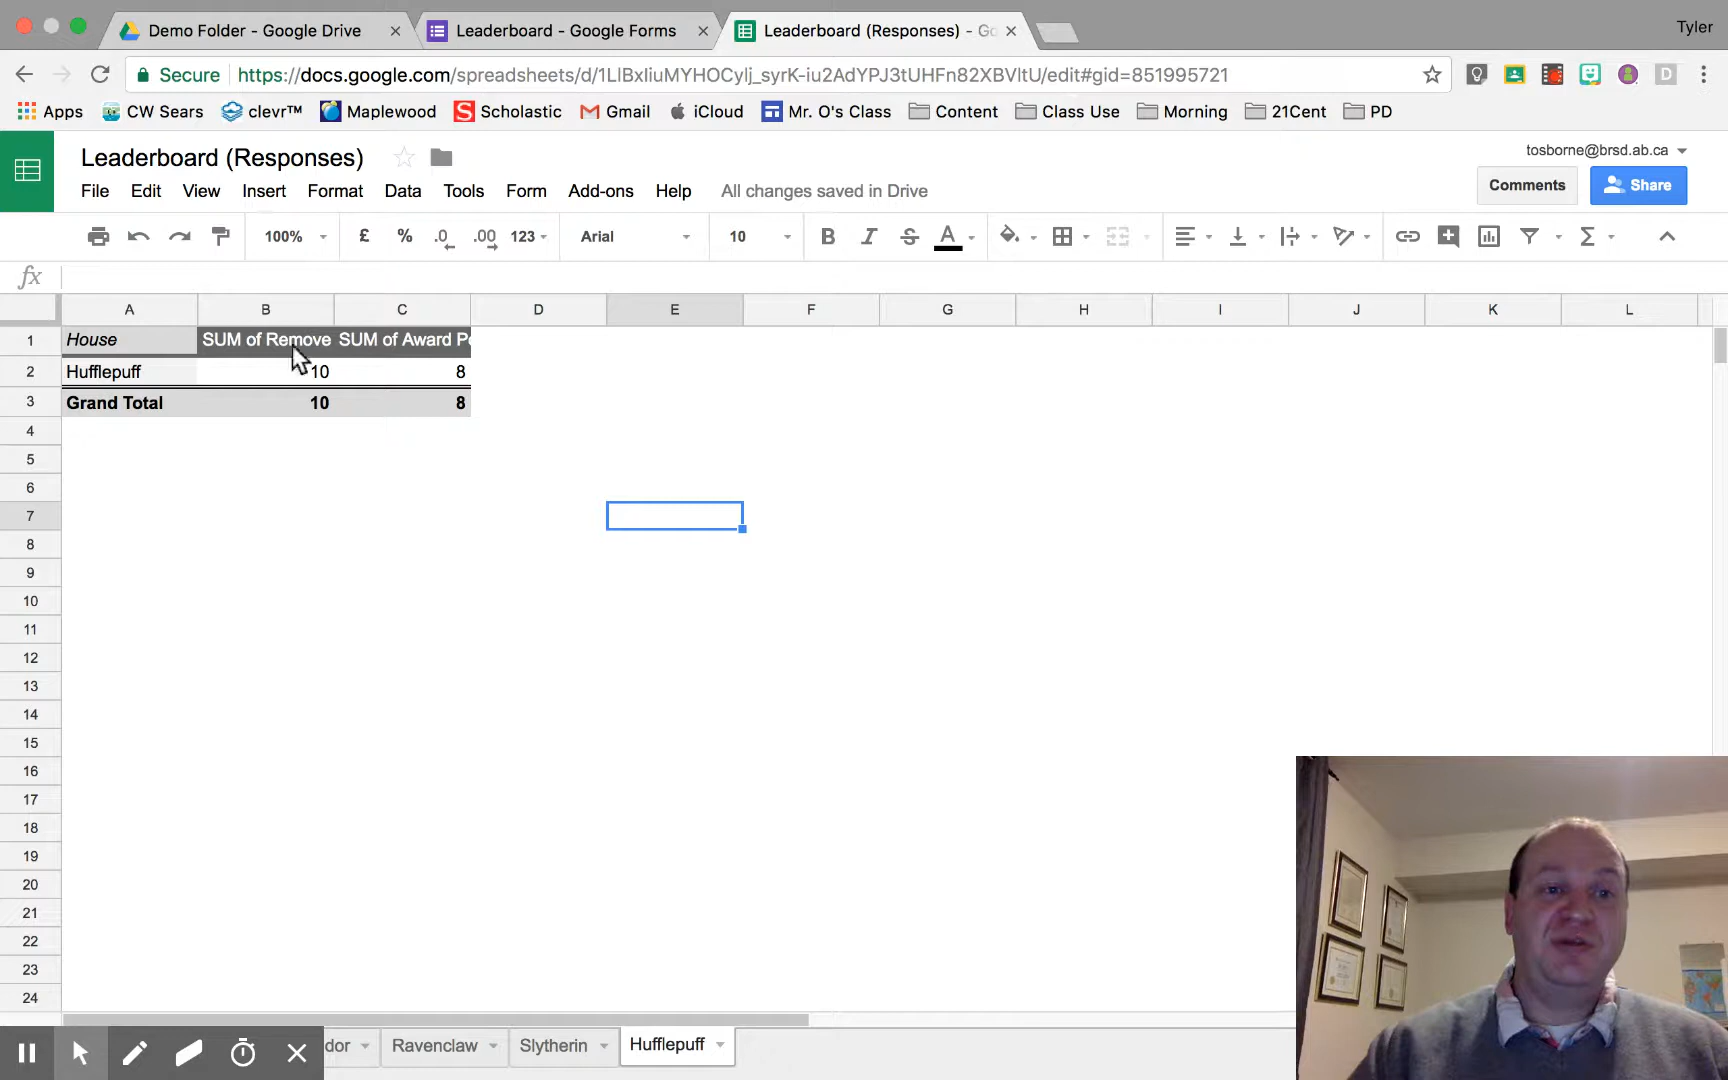 Demo Folder - Google Drive
Leaderboard - Google Forms
Leaderboard (Responses) - Go
Tyler
Secure
https://docs.google.com/spreadsheets/d/1LlBxIiuMYHOCylj_syrK-iu2AdYPJ3tUHFn82XBVltU/edit#gid=851995721
Apps CW Sears clevr™ Maplewood Scholastic Gmail iCloud Mr. O's Class Content Class Use Morning 21Cent PD
Leaderboard (Responses)
tosborne@brsd.ab.ca
File Edit View Insert Format Data Tools Form Add-ons Help All changes saved in Drive
Comments Share
100% £ % .0 .00 123 Arial 10 B I S A Σ
fx
A B C D E F G H I J K L
1 House SUM of Remove SUM of Award Po
2 Hufflepuff 10 8
3 Grand Total 10 8
4
5
6
7
8
9
10
11
12
13
14
15
16
17
18
19
20
21
22
23
24
dor Ravenclaw Slytherin Hufflepuff